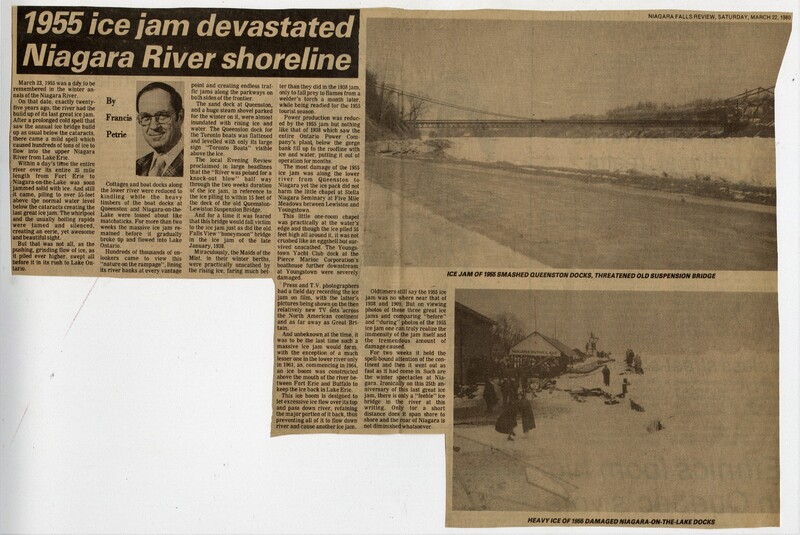 NIAGARA FALLS REVIEW, SATURDAY, MARCH 22, 1980
1955 ice jam devastated
Niagara River shoreline
By
Francis
Petrie
March 23, 1955 was a day to be
remembered in the winter an-
nals of the Niagara River.
On that date, exactly twenty-
five years ago, the river had the
build up of its last great ice jam.
After a prolonged cold spell that
saw the annual ice bridge build
up as usual below the cataracts,
there came a mild spell which
caused hundreds of tons of ice to
flow into the upper Niagara
River from Lake Erie.
Within a day's time the entire
river over its entire 35 mile
length from Fort Erie to
Niagara-on-the-Lake was soon
jammed solid with ice. And still
it came, piling to over 55-feet
above the normal water level
below the cataracts creating the
last great ice jam. The whirlpool
and the usually boiling rapids
were tamed and silenced,
creating an eerie, yet awesome
and beautiful sight.
But that was not all, as the
pushing, grinding flow of ice, as
it piled ever higher, swept all
before it in its rush to Lake On-
tario.
Cottages and boat docks along
the lower river were reduced to
kindling while the heavy
timbers of the boat docks at
Queenston and Niagara-on-the-
Lake were tossed about like
matchsticks. For more than two
weeks the massive ice jam re-
mained before it gradually
broke up and flowed into Lake
Ontario.
Hundreds of thousands of on-
lookers came to view this
"nature on the rampage", lining
its river banks at every vantage
point and creating endless traf-
fic jams along the parkways on
both sides of the frontier.
The sand dock at Queenston,
and a huge steam shovel parked
for the winter on it, were almost
inundated with rising ice and
water. The Queenston dock for
the Toronto boats was flattened
and levelled with only its large
sign "Toronto Boats" visible
above the ice.
The local Evening Review
proclaimed in large headlines
that the "River was poised for a
knock-out blow" half way
through the two weeks duration
of the ice jam, in reference to
the ice piling to within 11 feet of
the deck of the old Queenston-
Lewiston Suspension Bridge.
And for a time it was feared
that this bridge would fall victim
to the ice jam just as did the old
Falls View "honeymoon" bridge
in the ice jam of the late
January, 1938.
Miraculously, the Maids of the
Mist, in their winter berths,
were practically unscathed by
the rising ice, faring much bet-
ter than they did in the 1938 jam,
only to fall prey to flames from a
welder's torch a month later,
while being readied for the 1955
tourist season.
Power production was reduc-
ed by the 1955 jam but nothing
like that of 1938 which saw the
entire Ontario Power Com-
pany's plant, below the gorge
bank fill up to the roofline with
ice and water, putting it out of
operation for months.
The most damage of the 1955
ice jam was along the lower
river from Queenston to
Niagara yet the ice pack did not
harm the little chapel at Stella
Niagara Seminary at Five Mile
Meadows between Lewiston and
Youngstown.
This little one-room chapel
was practically at the water's
edge and though the ice piled 15
feet high all around it, it was not
crushed like an eggshell but sur-
vived unscathed. The Youngs-
town Yacht Club dock at the
Pierce Marine Corporation's
boathouse further downstream
at Youngstown were severely
damaged.
Press and T.V. photographers
had a field day recording the ice
jam on film, with the latter's
pictures being shown on the then
relatively new TV sets across
the North American continent
and as far away as Great Bri-
tain.
And unbeknown at the time, it
was to be the last time such a
massive ice jam would form,
with the exception of a much
lesser one in the lower river only
in 1961, as, commencing in 1964,
an ice boom was constructed
above the mouth of the river be-
tween Fort Erie and Buffalo to
keep the ice back in Lake Erie.
This ice boom is designed to
let excessive ice flow over its top
and pass down river, retaining
the major portion of it back, thus
preventing all of it to flow down
river and cause another ice jam.
Oldtimers still say the 1955 ice
jam was no where near that of
1938 and 1909. But on viewing
photos of these three great ice
jams and comparing "before"
and "during" photos of the 1955
ice jam one can truly realize the
immensity of the jam itself and
the tremendous amount of
damage caused.
For two weeks it held the
spell-bound attention of the con-
tinent and then it went out as
fast as it had come in. Such are
the winter spectacles at Nia-
gara. Ironically on this 25th an-
niversary of this last great ice
jam, there is only a "feeble" ice
bridge in the river at this
writing. Only for a short
distance does it span shore to
shore and the roar of Niagara is
not diminished whatsoever.
ICE JAM OF 1955 SMASHED QUEENSTON DOCKS, THREATENED OLD SUSPENSION BRIDGE
HEAVY ICE OF 1955 DAMAGED NIAGARA-ON-THE-LAKE DOCKS